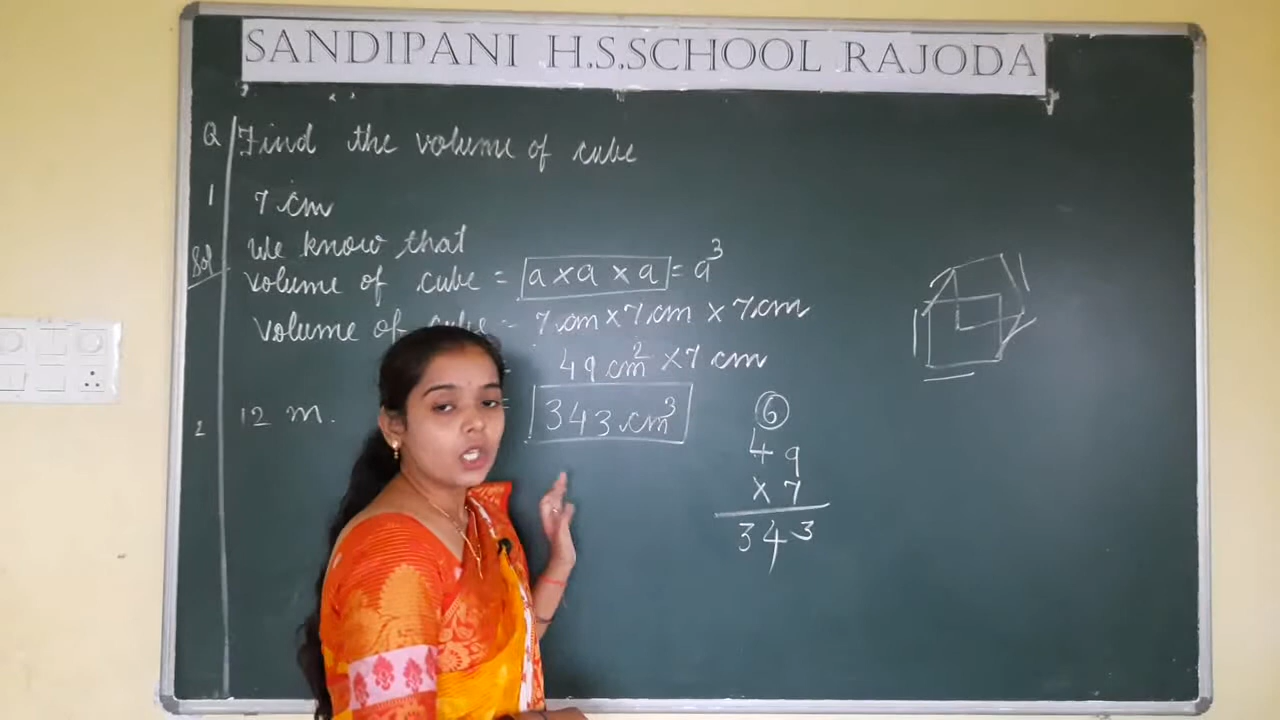 SANDIPANI H.S.SCHOOL RAJODA
Q Find the volume of cube
1 7 cm
Sol We know that
volume of cube = a × a × a = a³
volume of cube = 7 cm × 7 cm × 7 cm
49 cm² × 7 cm
= 343 cm³
2 12 m.
6
49
× 7
343